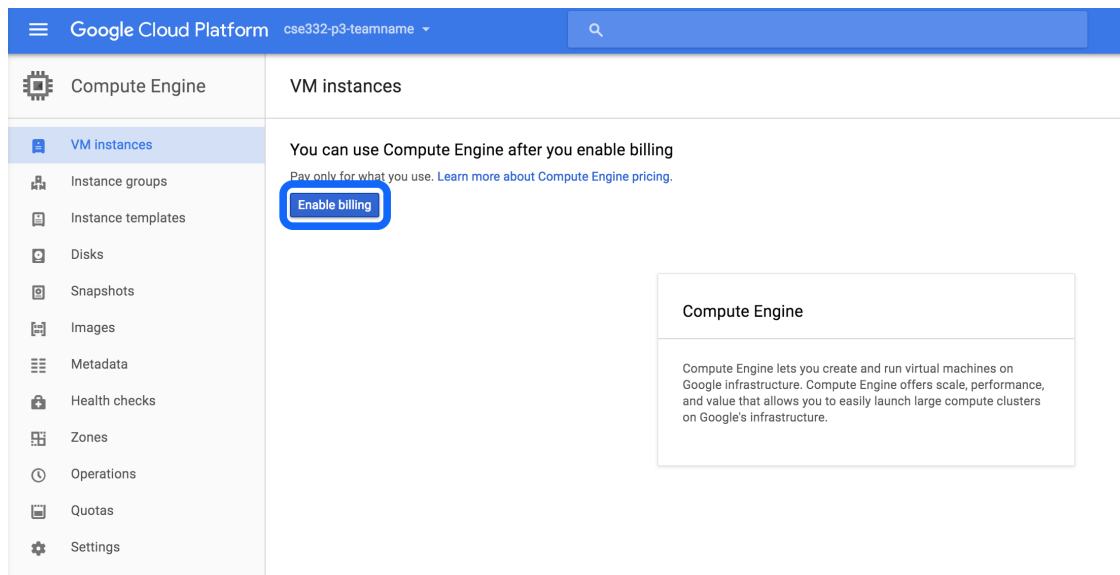 Google Cloud Platform cse332-p3-teamname
Compute Engine
VM instances
VM instances
Instance groups
Instance templates
Disks
Snapshots
Images
Metadata
Health checks
Zones
Operations
Quotas
Settings
You can use Compute Engine after you enable billing
Pay only for what you use. Learn more about Compute Engine pricing.
Enable billing
Compute Engine
Compute Engine lets you create and run virtual machines on
Google infrastructure. Compute Engine offers scale, performance,
and value that allows you to easily launch large compute clusters
on Google's infrastructure.